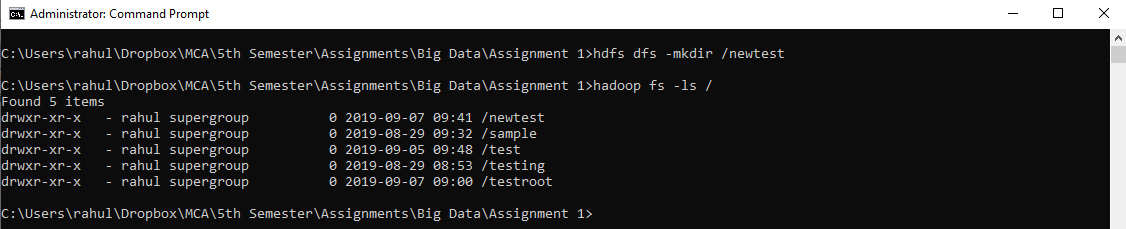 Administrator: Command Prompt
C:\Users\rahul\Dropbox\MCA\5th Semester\Assignments\Big Data\Assignment 1>hdfs dfs -mkdir /newtest
C:\Users\rahul\Dropbox\MCA\5th Semester\Assignments\Big Data\Assignment 1>hadoop fs -ls /
Found 5 items
drwxr-xr-x   - rahul supergroup          0 2019-09-07 09:41 /newtest
drwxr-xr-x   - rahul supergroup          0 2019-08-29 09:32 /sample
drwxr-xr-x   - rahul supergroup          0 2019-09-05 09:48 /test
drwxr-xr-x   - rahul supergroup          0 2019-08-29 08:53 /testing
drwxr-xr-x   - rahul supergroup          0 2019-09-07 09:00 /testroot
C:\Users\rahul\Dropbox\MCA\5th Semester\Assignments\Big Data\Assignment 1>